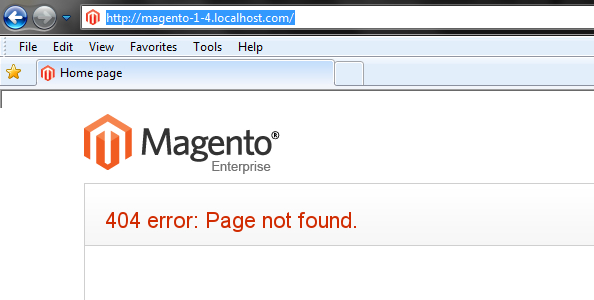 http://magento-1-4.localhost.com/
File Edit View Favorites Tools Help
Home page
Magento®
Enterprise
404 error: Page not found.